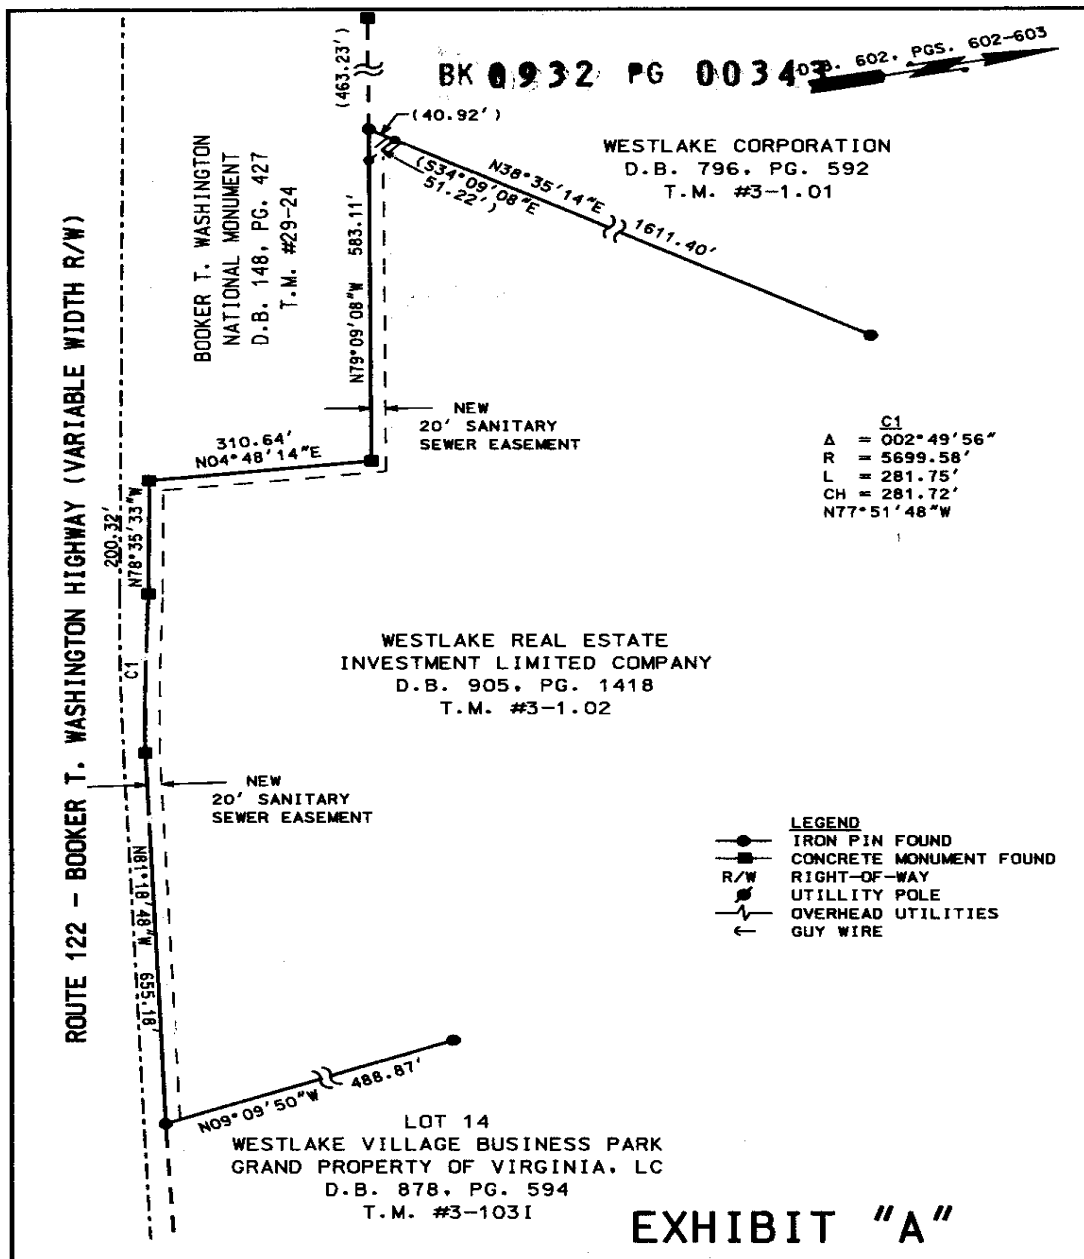 BK 0932 PG 0034
D.B. 602, PGS. 602-603
(463.23')
(40.92')
WESTLAKE CORPORATION
D.B. 796, PG. 592
T.M. #3-1.01
BOOKER T. WASHINGTON
NATIONAL MONUMENT
D.B. 148, PG. 427
T.M. #29-24
(S34°09'08"E
51.22')
N38°35'14"E
1611.40'
N79°09'08"W 583.11'
NEW
20' SANITARY
SEWER EASEMENT
310.64'
N04°48'14"E
C1
Δ = 002°49'56"
R = 5699.58'
L = 281.75'
CH = 281.72'
N77°51'48"W
200.32'
N78°35'33"W
ROUTE 122 - BOOKER T. WASHINGTON HIGHWAY (VARIABLE WIDTH R/W)
C1
WESTLAKE REAL ESTATE
INVESTMENT LIMITED COMPANY
D.B. 905, PG. 1418
T.M. #3-1.02
NEW
20' SANITARY
SEWER EASEMENT
LEGEND
IRON PIN FOUND
CONCRETE MONUMENT FOUND
R/W RIGHT-OF-WAY
UTILLITY POLE
OVERHEAD UTILITIES
GUY WIRE
N81°18'48"W 655.18'
N09°09'50"W
488.87'
LOT 14
WESTLAKE VILLAGE BUSINESS PARK
GRAND PROPERTY OF VIRGINIA, LC
D.B. 878, PG. 594
T.M. #3-103I
EXHIBIT "A"